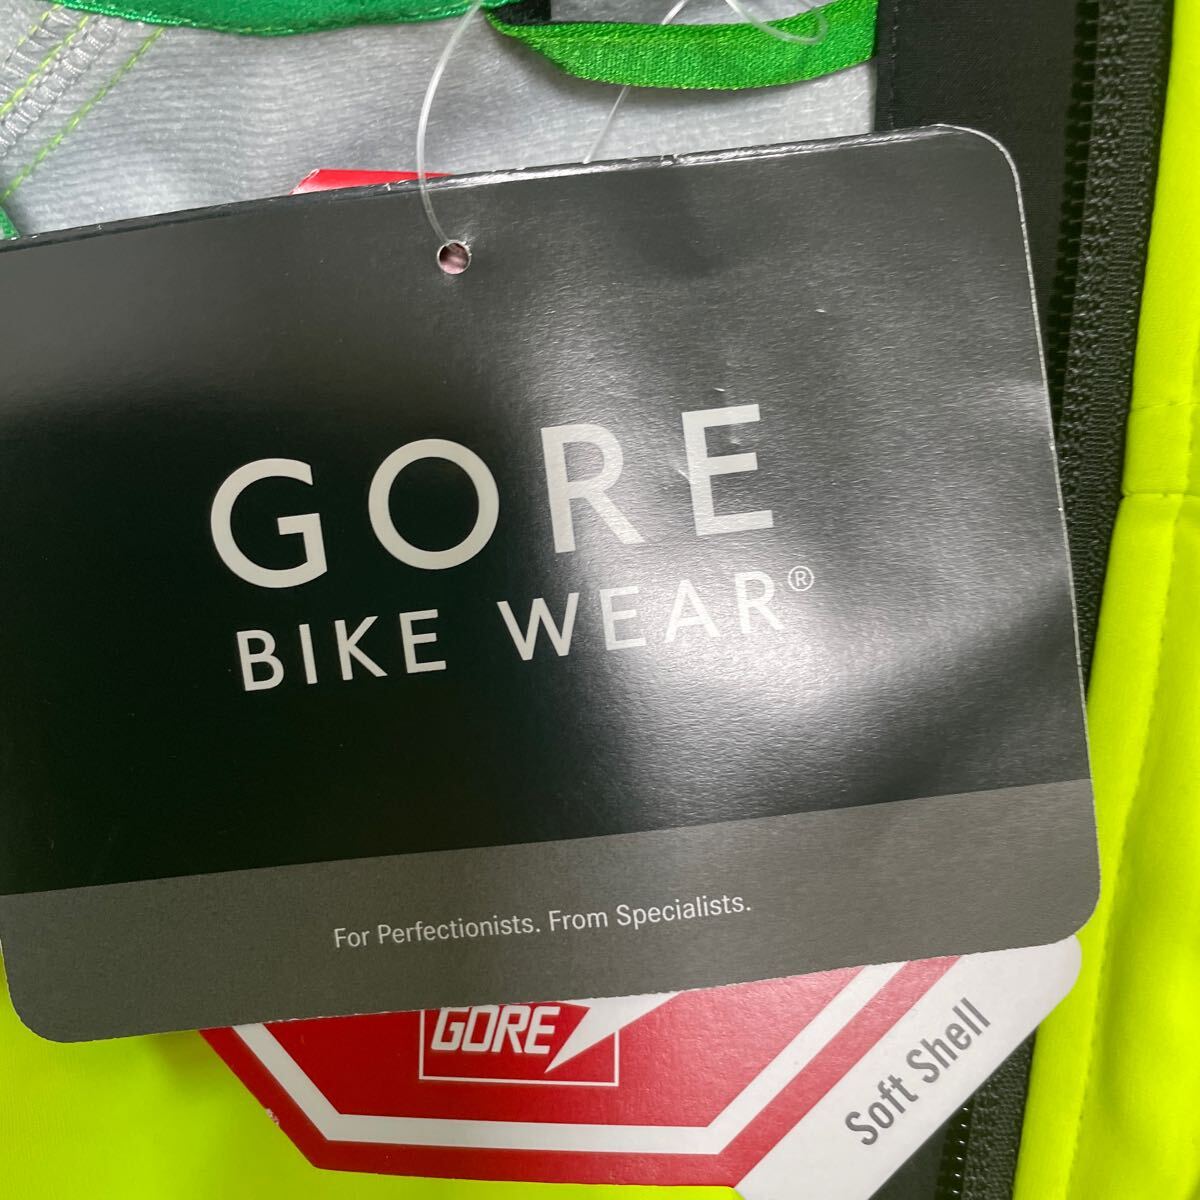 GORE
BIKE WEAR®
For Perfectionists. From Specialists.
GORE
Soft Shell